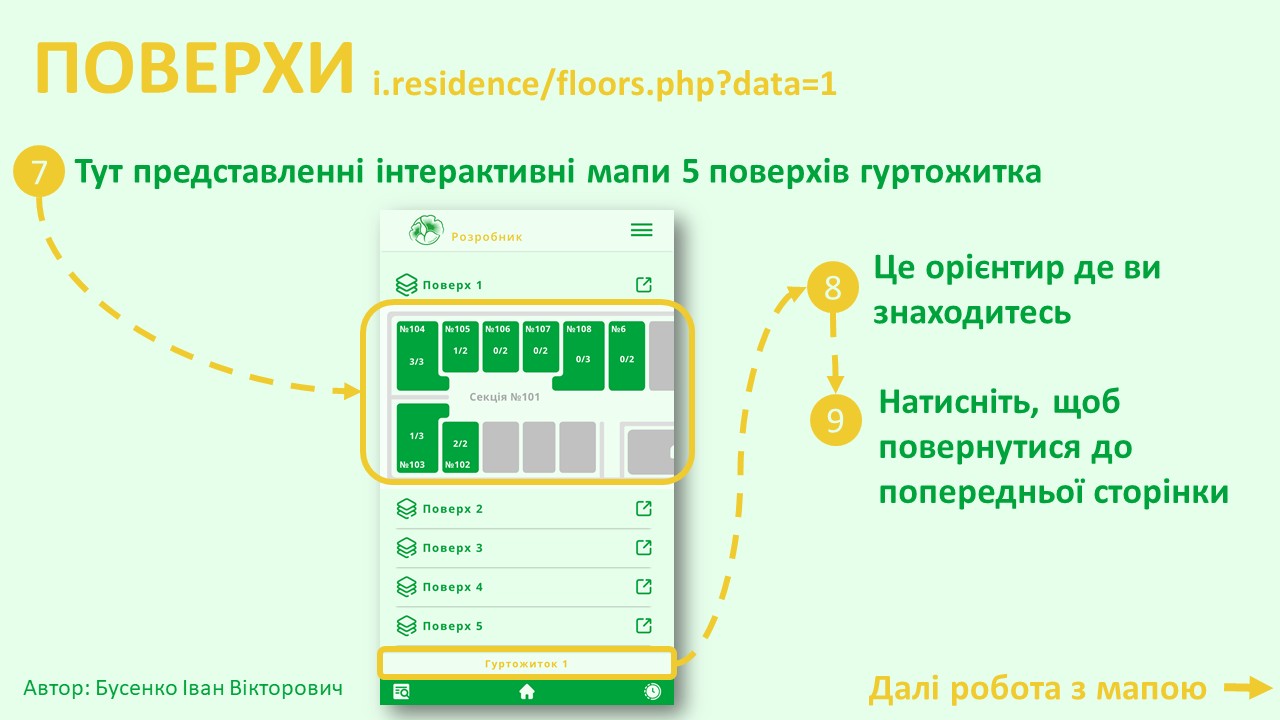 ПОВЕРХИ i.residence/floors.php?data=1
7 Тут представленні інтерактивні мапи 5 поверхів гуртожитка
Розробник
Поверх 1
№104 №105 №106 №107 №108 №6
3/3 1/2 0/2 0/2 0/3 0/2
Секція №101
1/3 2/2
№103 №102
Поверх 2
Поверх 3
Поверх 4
Поверх 5
Гуртожиток 1
8 Це орієнтир де ви
знаходитесь
9 Натисніть, щоб
повернутися до
попередньої сторінки
Автор: Бусенко Іван Вікторович
Далі робота з мапою